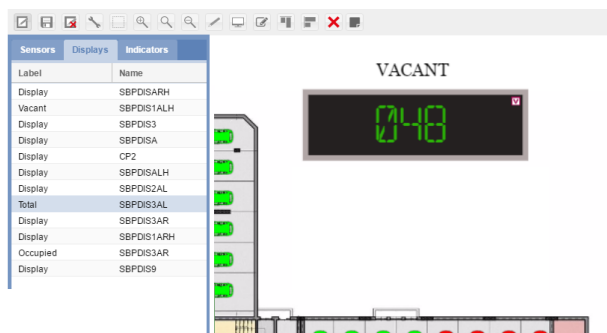 Sensors Displays Indicators
Label Name
Display SBPDISARH
Vacant SBPDIS1ALH
Display SBPDIS3
Display SBPDISA
Display CP2
Display SBPDISALH
Display SBPDIS2AL
Total SBPDIS3AL
Display SBPDIS3AR
Display SBPDIS1ARH
Occupied SBPDIS3AR
Display SBPDIS9
VACANT
V
048